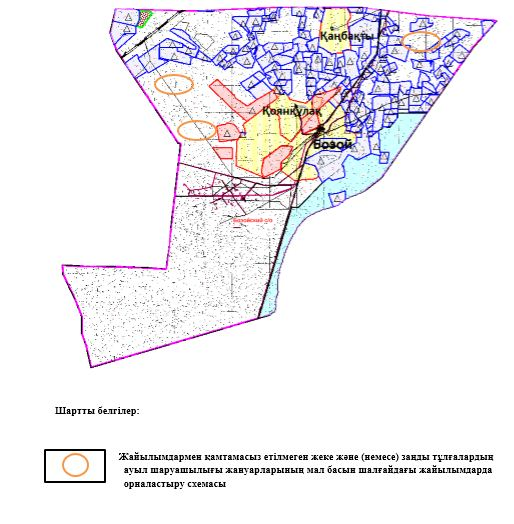 Қаңбақты
Қоянқұлақ
Бозой
Бозойский с/о
Шартты белгілер:
Жайылымдармен қамтамасыз етілмеген жеке және (немесе) заңды тұлғалардың
ауыл шаруашылығы жануарларының мал басын шалғайдағы жайылымдарда
орналастыру схемасы